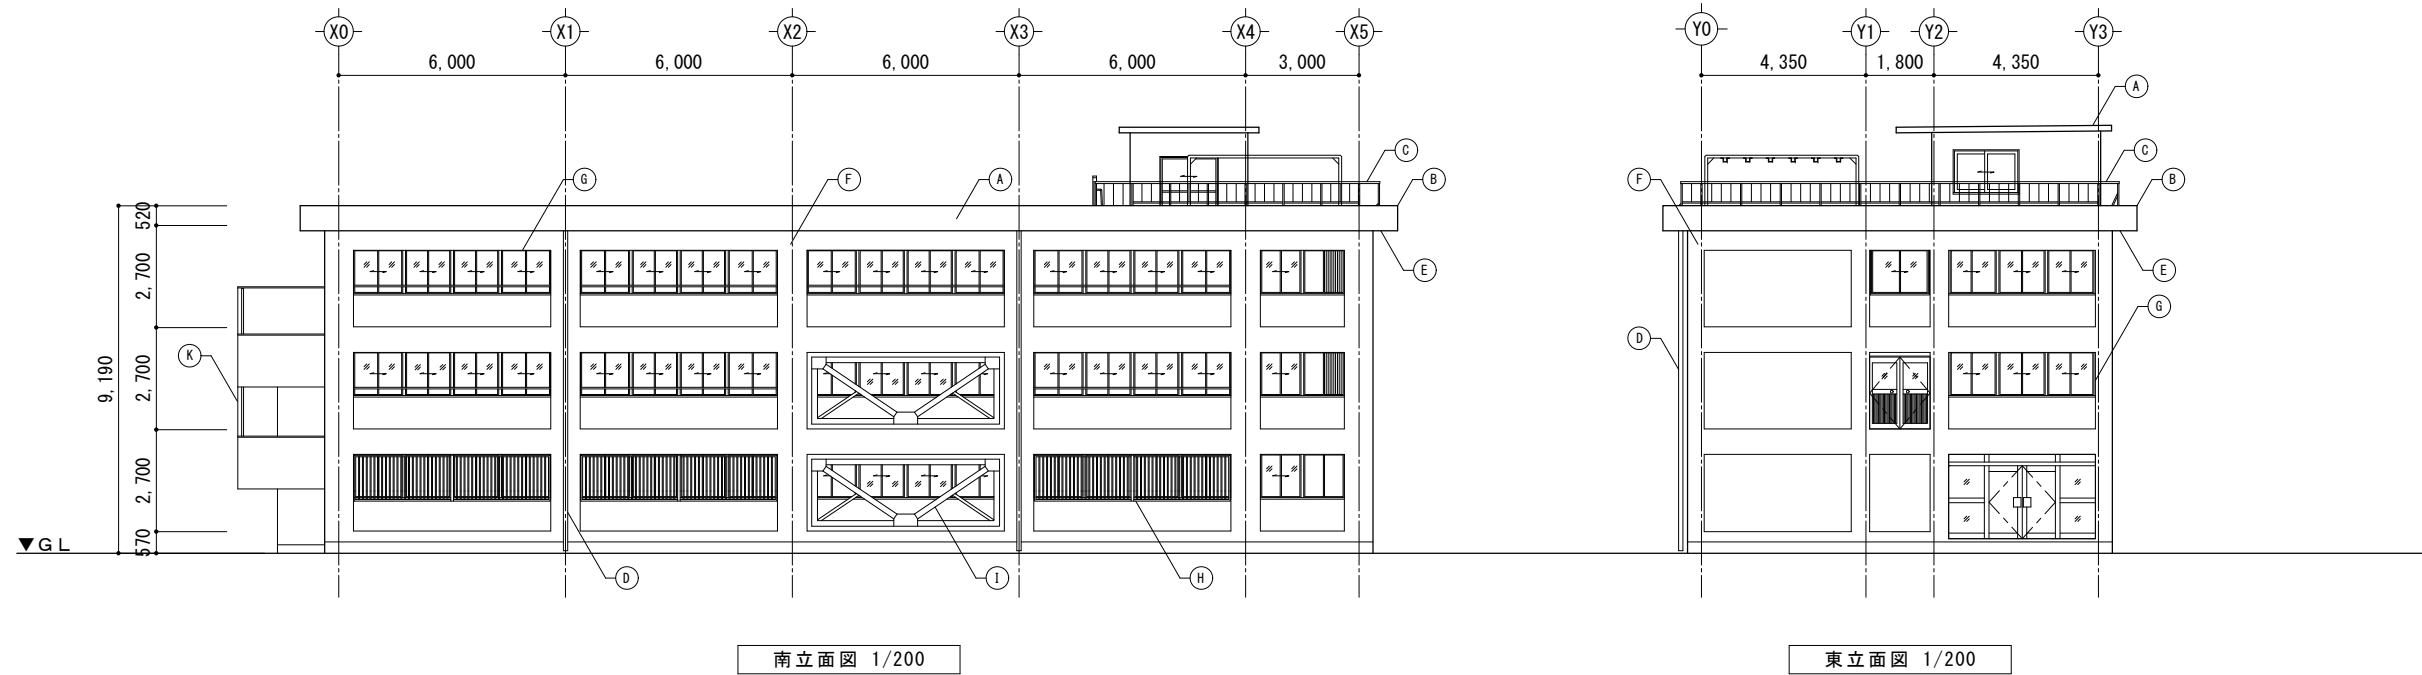 X0 X1 X2 X3 X4 X5
6,000 6,000 6,000 6,000 3,000
G F A C B
E
K
D I H
520
2,700
2,700
2,700
570
9,190
▼GL
南立面図 1/200
Y0 Y1 Y2 Y3
4,350 1,800 4,350
A
C
F B
E
G
D
東立面図 1/200